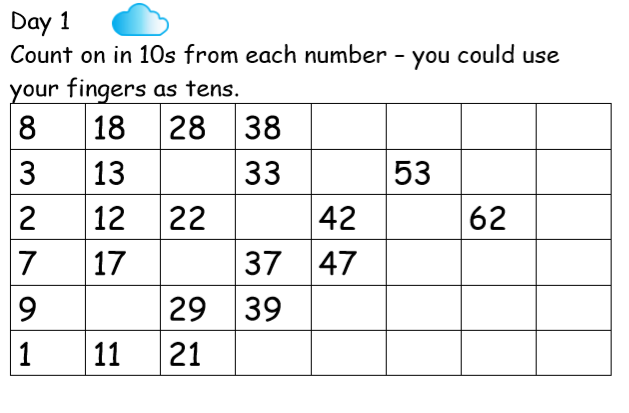 Day 1
Count on in 10s from each number – you could use
your fingers as tens.
8 18 28 38
3 13 33 53
2 12 22 42 62
7 17 37 47
9 29 39
1 11 21